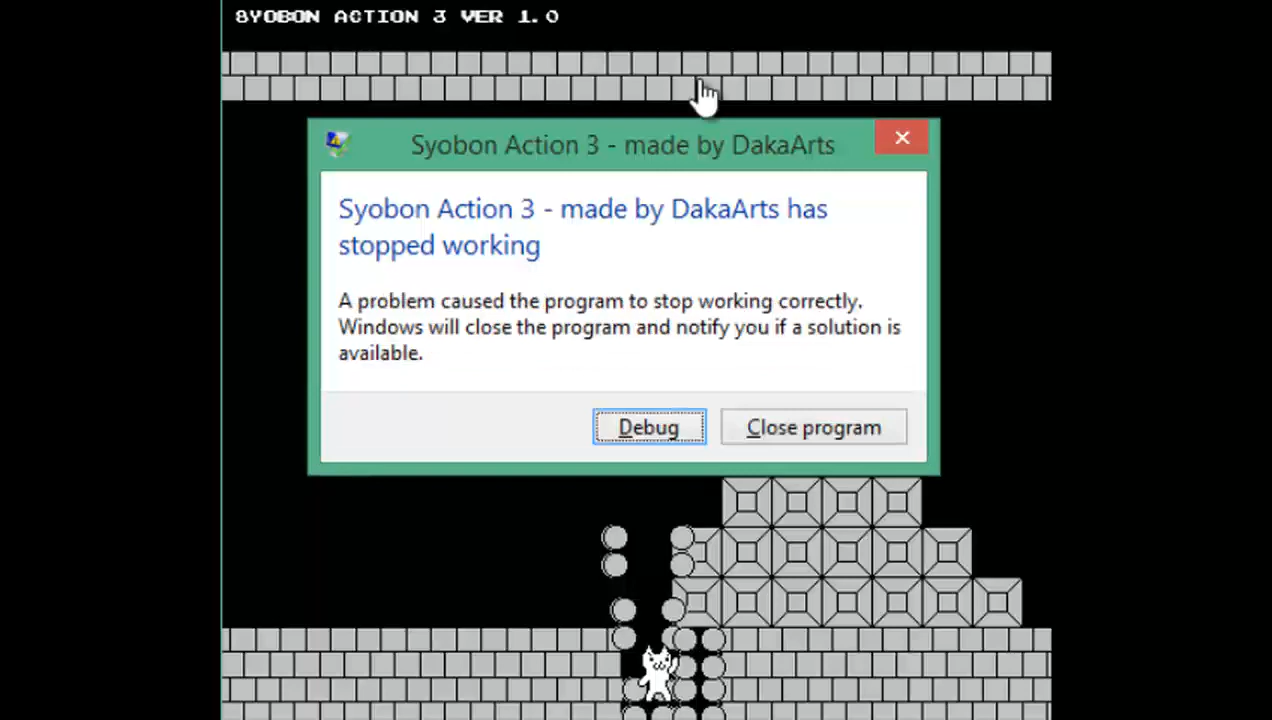 SYOBON ACTION 3 VER 1.0
Syobon Action 3 - made by DakaArts
Syobon Action 3 - made by DakaArts has
stopped working
A problem caused the program to stop working correctly.
Windows will close the program and notify you if a solution is
available.
Debug
Close program